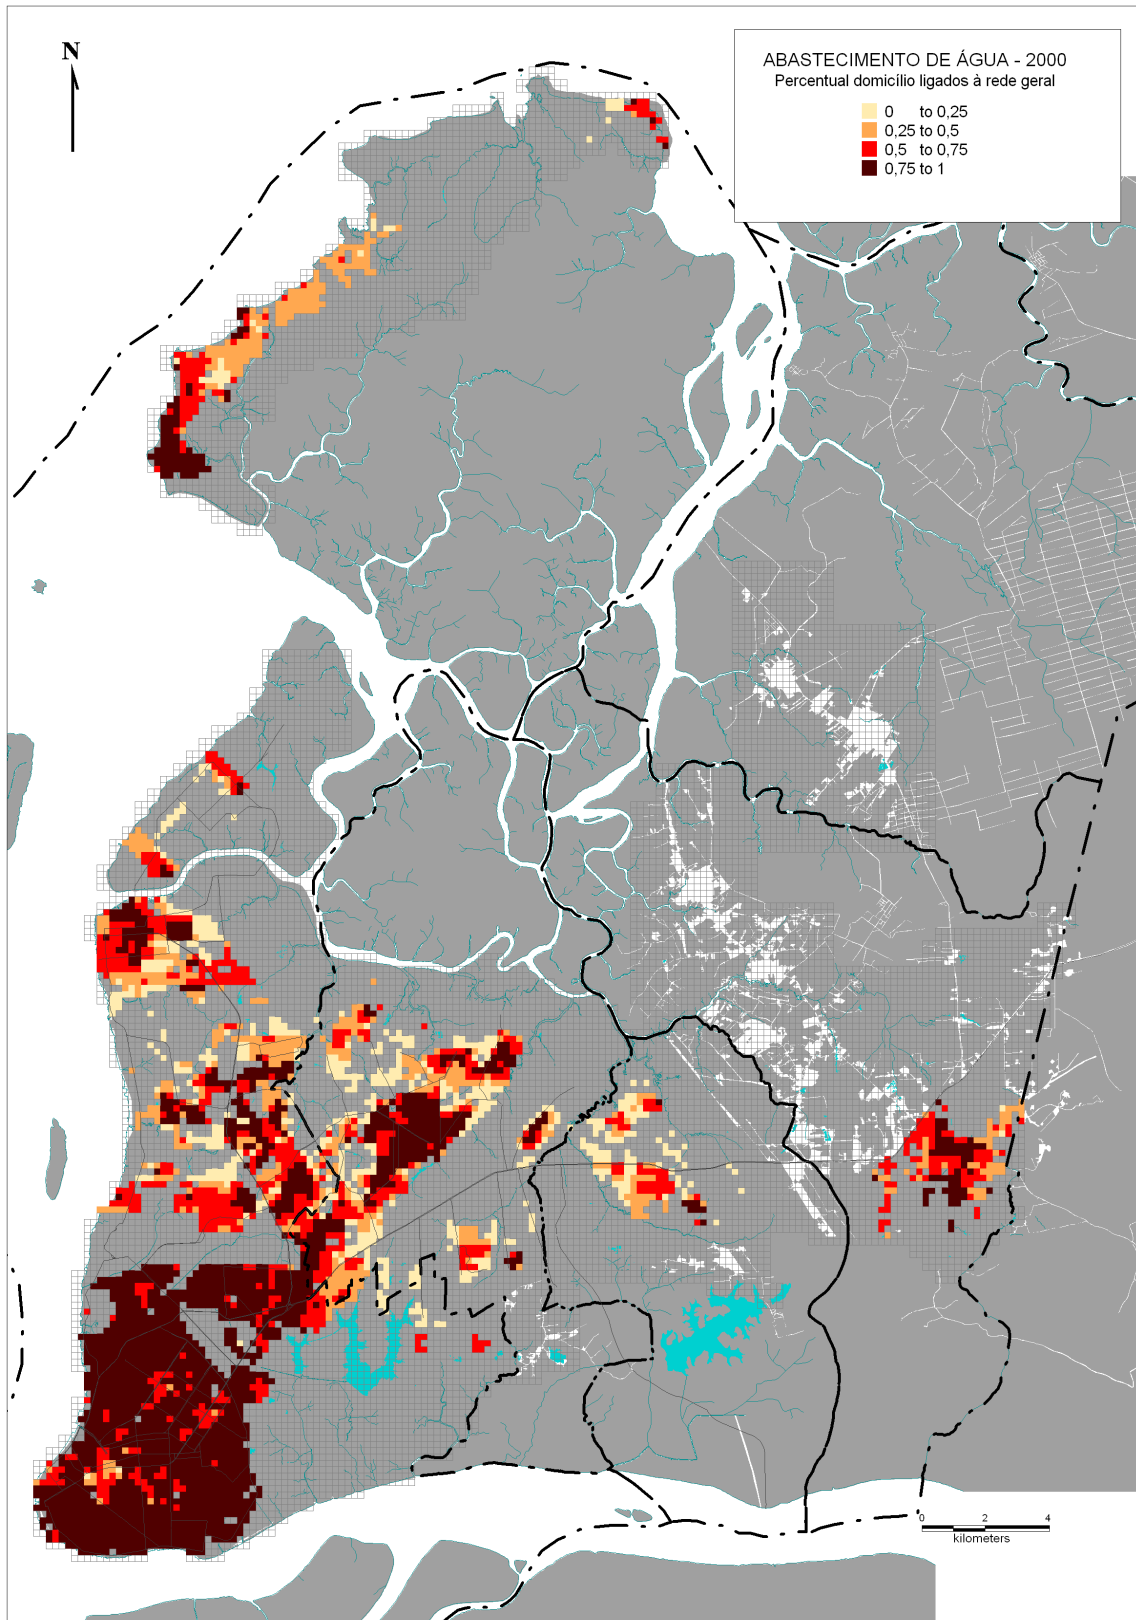 N
ABASTECIMENTO DE ÁGUA - 2000
Percentual domicílio ligados à rede geral
0 to 0,25
0,25 to 0,5
0,5 to 0,75
0,75 to 1
0 2 4
kilometers